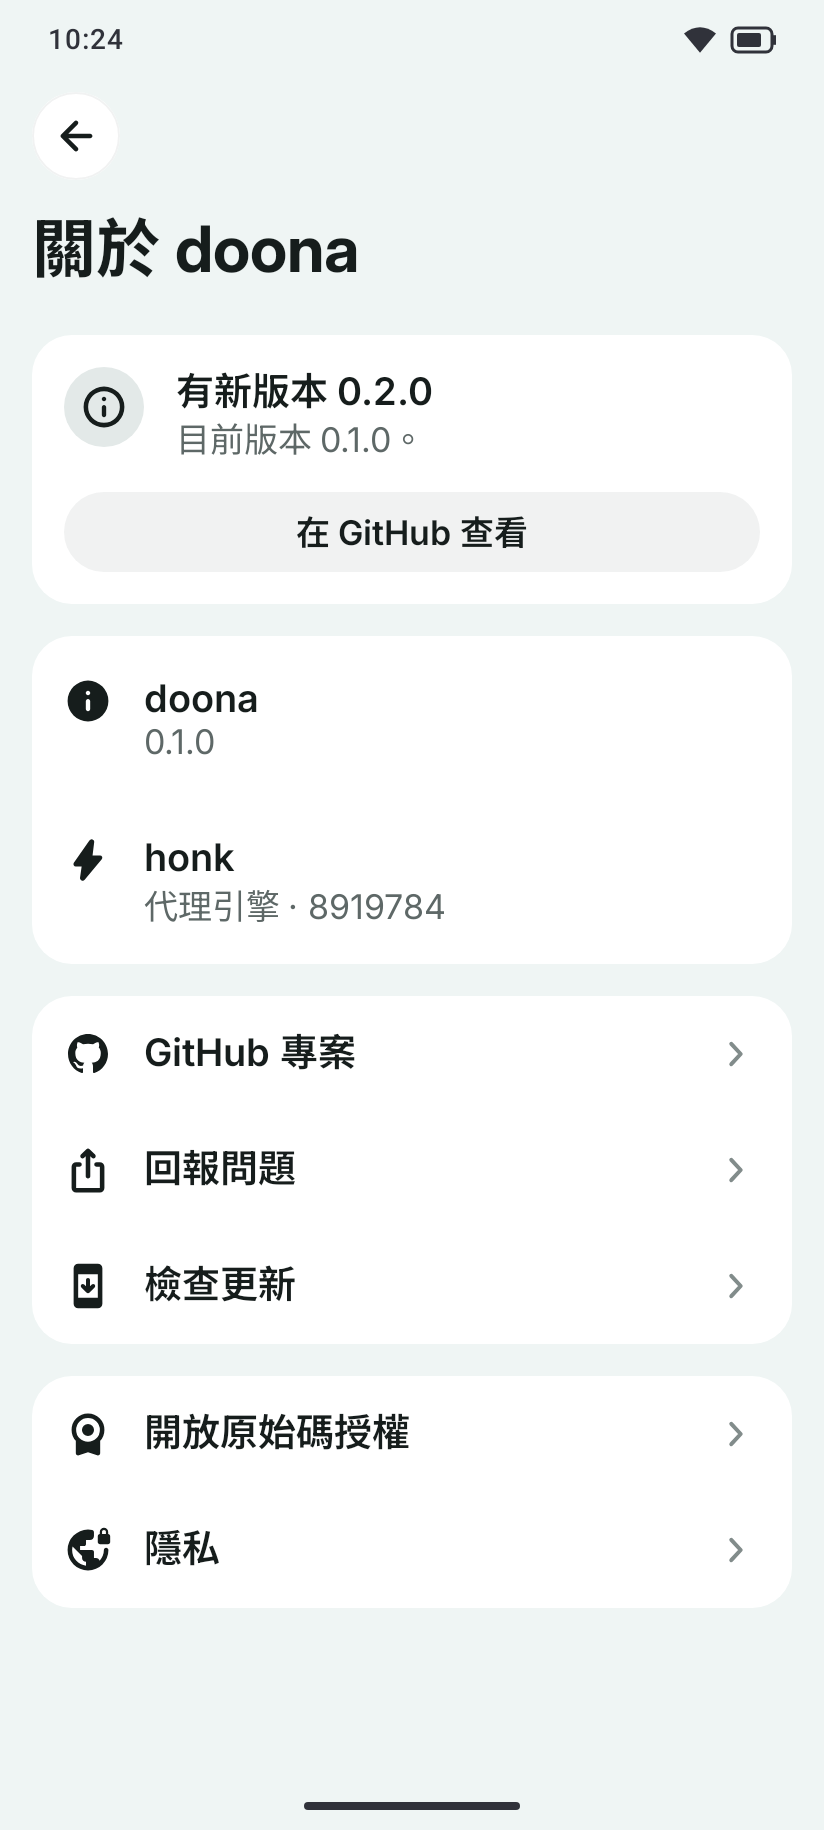 10:24
關於 doona
有新版本 0.2.0
目前版本 0.1.0。
在 GitHub 查看
doona
0.1.0
honk
代理引擎 · 8919784
GitHub 專案
回報問題
檢查更新
開放原始碼授權
隱私